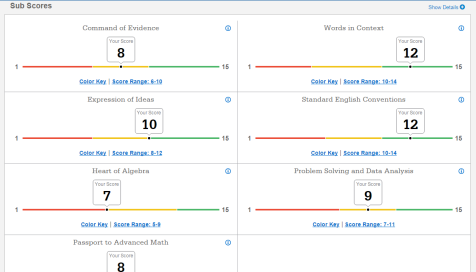 Sub Scores
Show Details
Command of Evidence
Your Score
8
1
15
Color Key | Score Range: 6-10
Words in Context
Your Score
12
1
15
Color Key | Score Range: 10-14
Expression of Ideas
Your Score
10
1
15
Color Key | Score Range: 8-12
Standard English Conventions
Your Score
12
1
15
Color Key | Score Range: 10-14
Heart of Algebra
Your Score
7
1
15
Color Key | Score Range: 5-9
Problem Solving and Data Analysis
Your Score
9
1
15
Color Key | Score Range: 7-11
Passport to Advanced Math
Your Score
8